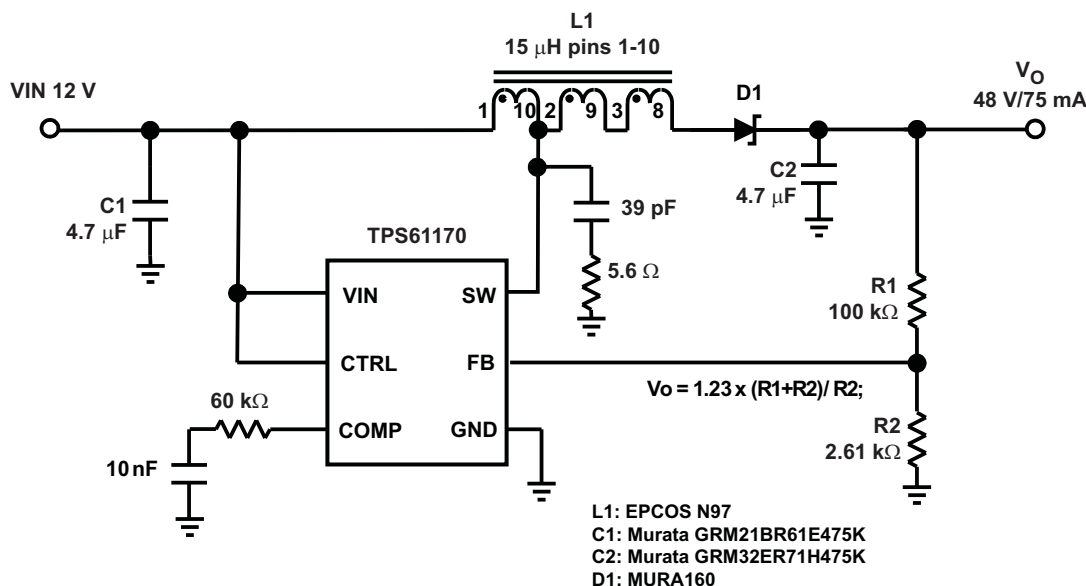 L1
15 μH pins 1-10
VIN 12 V
VO
48 V/75 mA
D1
1
10
2
9
3
8
C1
4.7 μF
C2
4.7 μF
39 pF
TPS61170
5.6 Ω
VIN
SW
R1
100 kΩ
CTRL
FB
Vo = 1.23 x (R1+R2)/ R2;
60 kΩ
COMP
GND
R2
2.61 kΩ
10 nF
L1: EPCOS N97
C1: Murata GRM21BR61E475K
C2: Murata GRM32ER71H475K
D1: MURA160